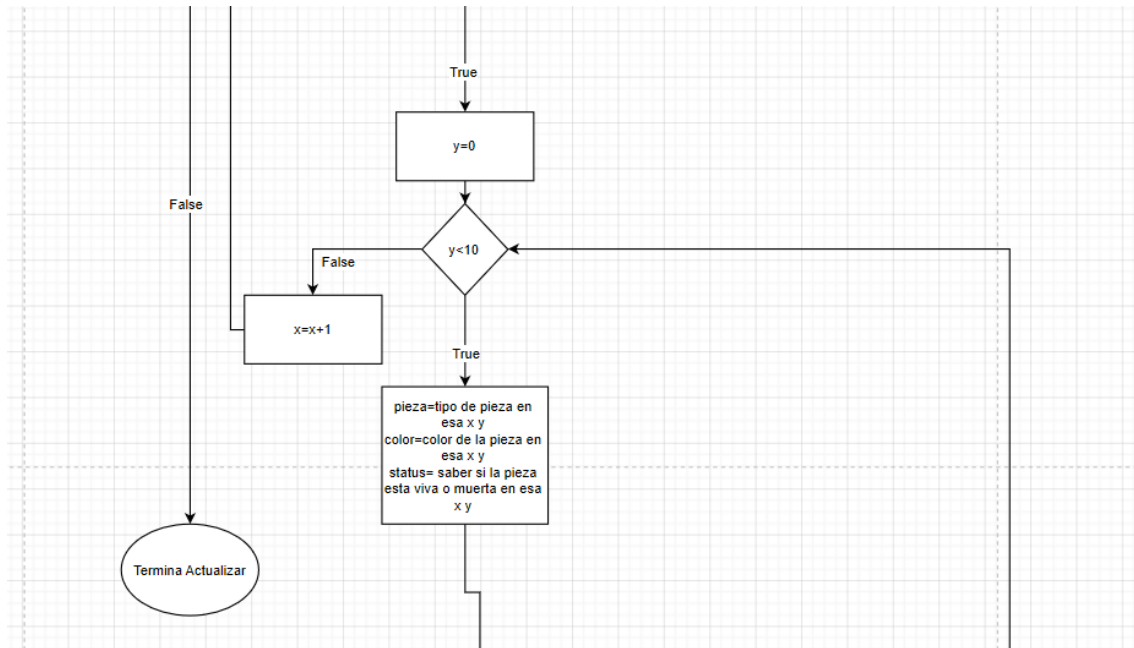 True
y=0
False
y<10
False
x=x+1
True
pieza=tipo de pieza en
esa x y
color=color de la pieza en
esa x y
status= saber si la pieza
esta viva o muerta en esa
x y
Termina Actualizar